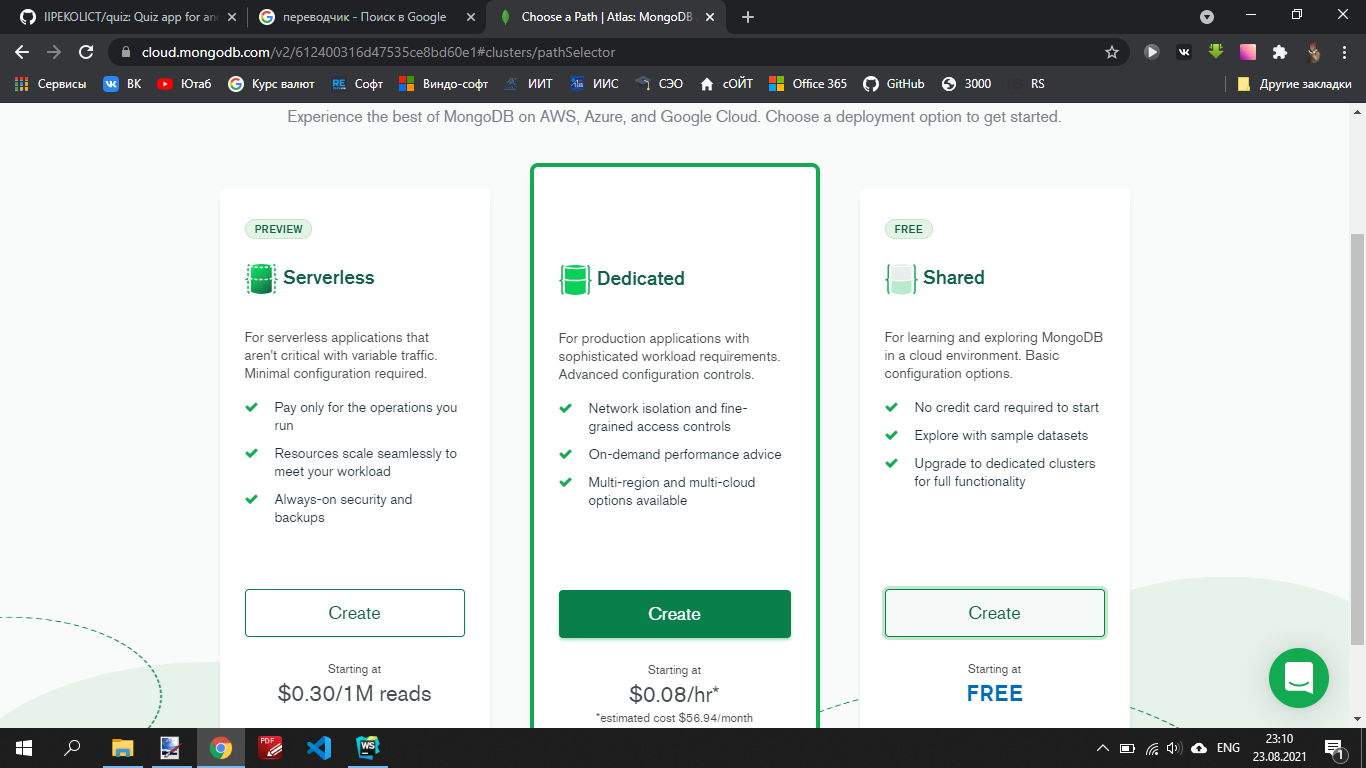 IIPEKOLICT/quiz: Quiz app for an
переводчик - Поиск в Google
Choose a Path | Atlas: MongoDB
cloud.mongodb.com/v2/612400316d47535ce8bd60e1#clusters/pathSelector
Сервисы
ВК
Ютаб
Курс валют
Софт
Виндо-софт
ИИТ
ИИС
СЭО
сОЙТ
Office 365
GitHub
3000
RS
Другие закладки
Experience the best of MongoDB on AWS, Azure, and Google Cloud. Choose a deployment option to get started.
PREVIEW
Serverless
For serverless applications that
aren't critical with variable traffic.
Minimal configuration required.
Pay only for the operations you
run
Resources scale seamlessly to
meet your workload
Always-on security and
backups
Create
Starting at
$0.30/1M reads
Dedicated
For production applications with
sophisticated workload requirements.
Advanced configuration controls.
Network isolation and fine-
grained access controls
On-demand performance advice
Multi-region and multi-cloud
options available
Create
Starting at
$0.08/hr*
*estimated cost $56.94/month
FREE
Shared
For learning and exploring MongoDB
in a cloud environment. Basic
configuration options.
No credit card required to start
Explore with sample datasets
Upgrade to dedicated clusters
for full functionality
Create
Starting at
FREE
PDF
WS
ENG
23:10
23.08.2021
1